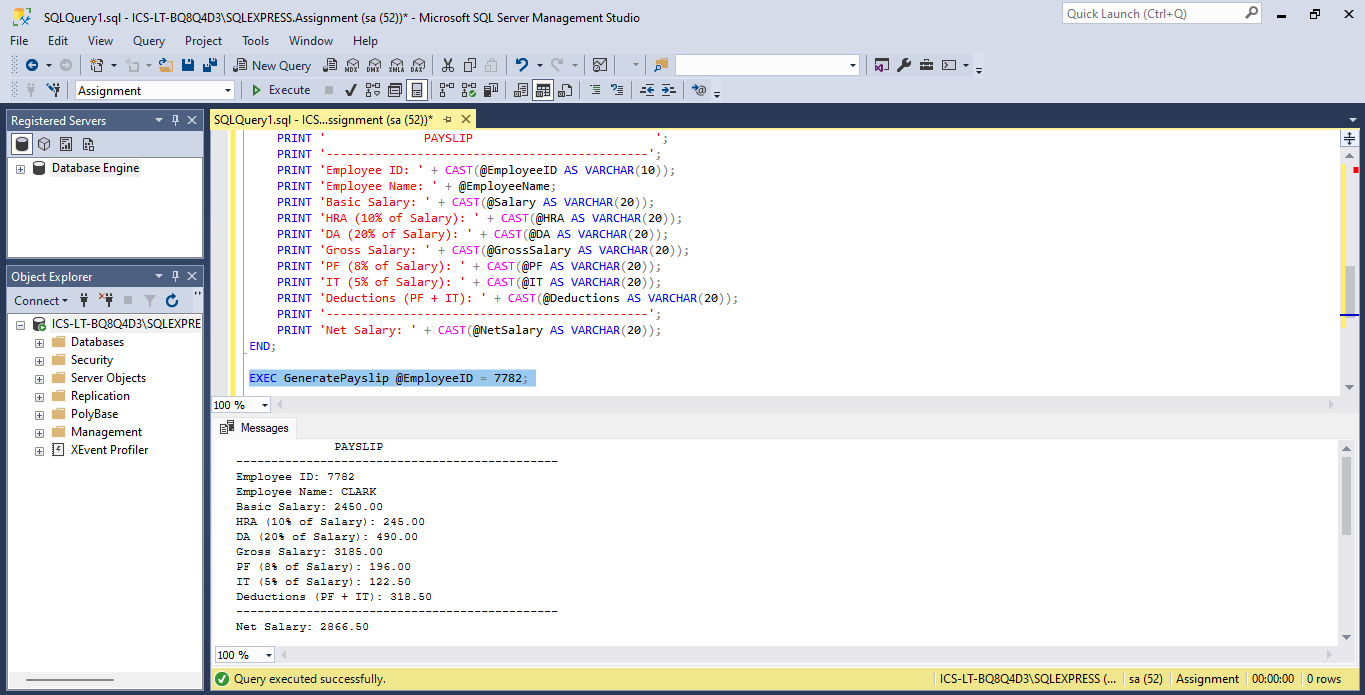 SQLQuery1.sql - ICS-LT-BQ8Q4D3\SQLEXPRESS.Assignment (sa (52))* - Microsoft SQL Server Management Studio
Quick Launch (Ctrl+Q)
File Edit View Query Project Tools Window Help
New Query MDX DMX XMLA DAX
Assignment Execute
Registered Servers
Database Engine
Object Explorer
Connect
ICS-LT-BQ8Q4D3\SQLEXPRE
Databases
Security
Server Objects
Replication
PolyBase
Management
XEvent Profiler
SQLQuery1.sql - ICS...ssignment (sa (52))*
PRINT '              PAYSLIP                          ';
PRINT '----------------------------------------------';
PRINT 'Employee ID: ' + CAST(@EmployeeID AS VARCHAR(10));
PRINT 'Employee Name: ' + @EmployeeName;
PRINT 'Basic Salary: ' + CAST(@Salary AS VARCHAR(20));
PRINT 'HRA (10% of Salary): ' + CAST(@HRA AS VARCHAR(20));
PRINT 'DA (20% of Salary): ' + CAST(@DA AS VARCHAR(20));
PRINT 'Gross Salary: ' + CAST(@GrossSalary AS VARCHAR(20));
PRINT 'PF (8% of Salary): ' + CAST(@PF AS VARCHAR(20));
PRINT 'IT (5% of Salary): ' + CAST(@IT AS VARCHAR(20));
PRINT 'Deductions (PF + IT): ' + CAST(@Deductions AS VARCHAR(20));
PRINT '----------------------------------------------';
PRINT 'Net Salary: ' + CAST(@NetSalary AS VARCHAR(20));
END;
EXEC GeneratePayslip @EmployeeID = 7782;
100 %
Messages
PAYSLIP
----------------------------------------------
Employee ID: 7782
Employee Name: CLARK
Basic Salary: 2450.00
HRA (10% of Salary): 245.00
DA (20% of Salary): 490.00
Gross Salary: 3185.00
PF (8% of Salary): 196.00
IT (5% of Salary): 122.50
Deductions (PF + IT): 318.50
----------------------------------------------
Net Salary: 2866.50
100 %
Query executed successfully. ICS-LT-BQ8Q4D3\SQLEXPRESS (... sa (52) Assignment 00:00:00 0 rows